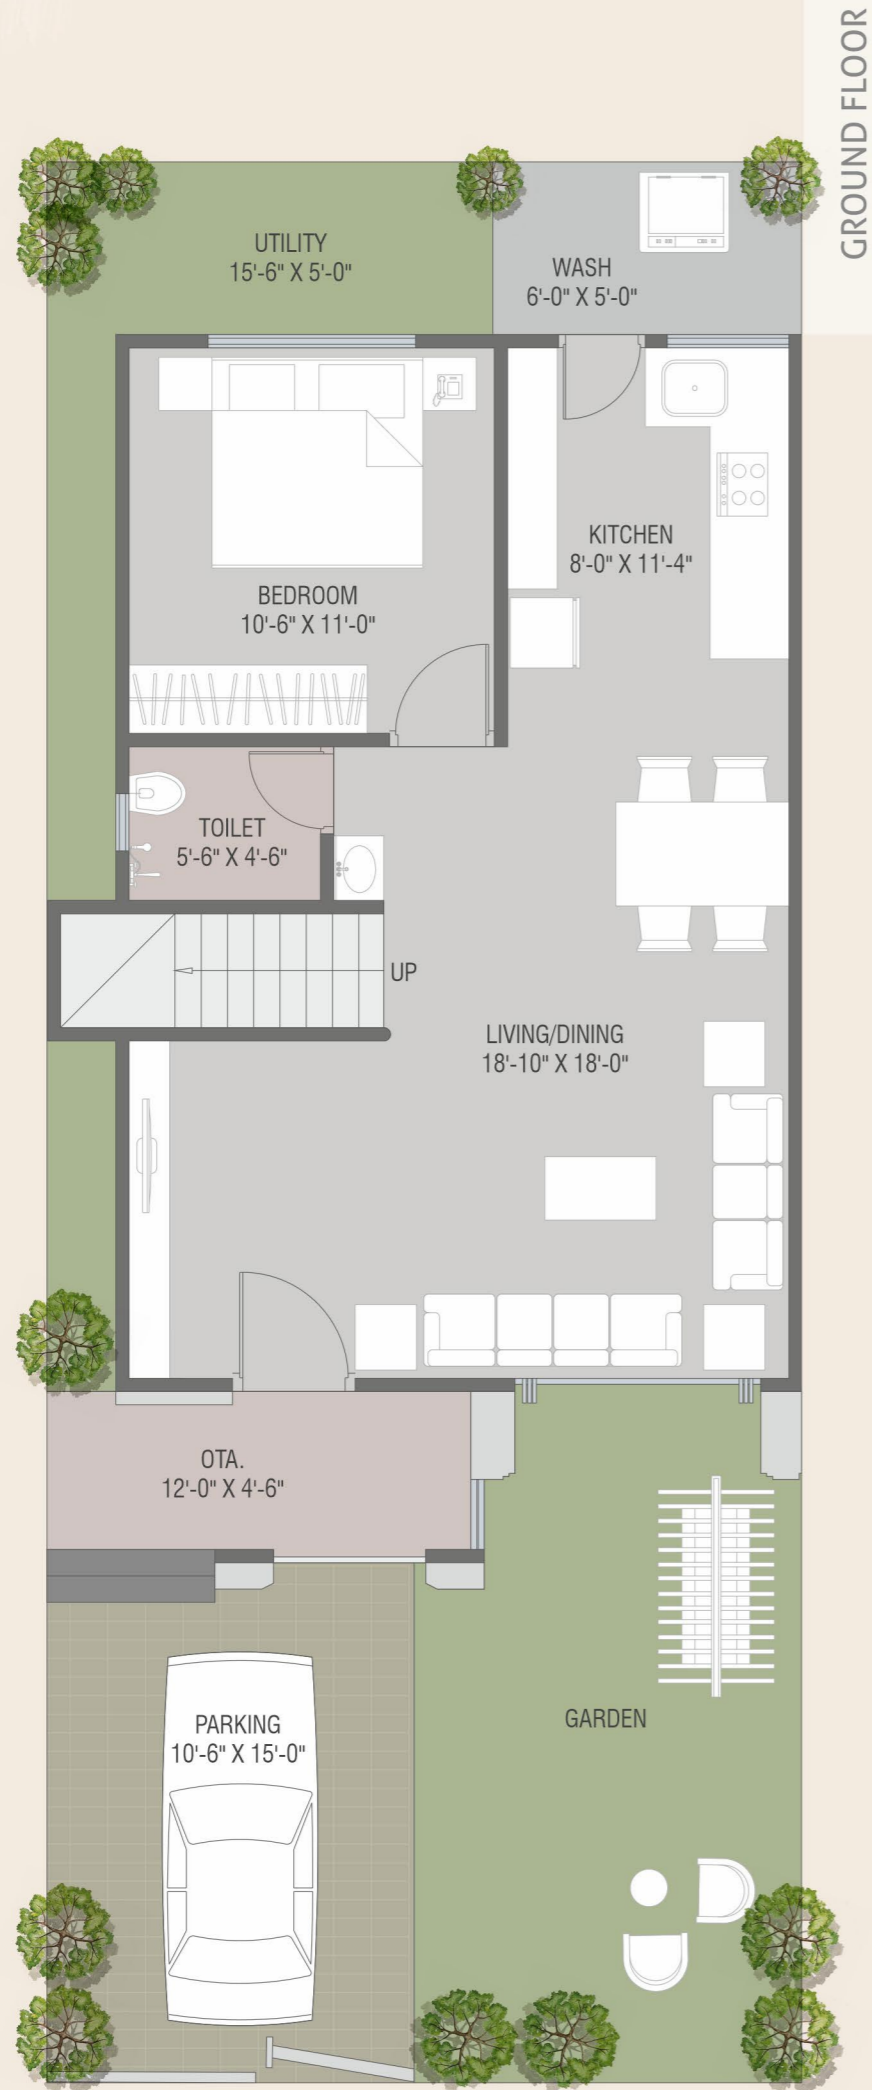 GROUND FLOOR
UTILITY
15'-6" X 5'-0"
WASH
6'-0" X 5'-0"
KITCHEN
8'-0" X 11'-4"
BEDROOM
10'-6" X 11'-0"
TOILET
5'-6" X 4'-6"
UP
LIVING/DINING
18'-10" X 18'-0"
OTA.
12'-0" X 4'-6"
PARKING
10'-6" X 15'-0"
GARDEN